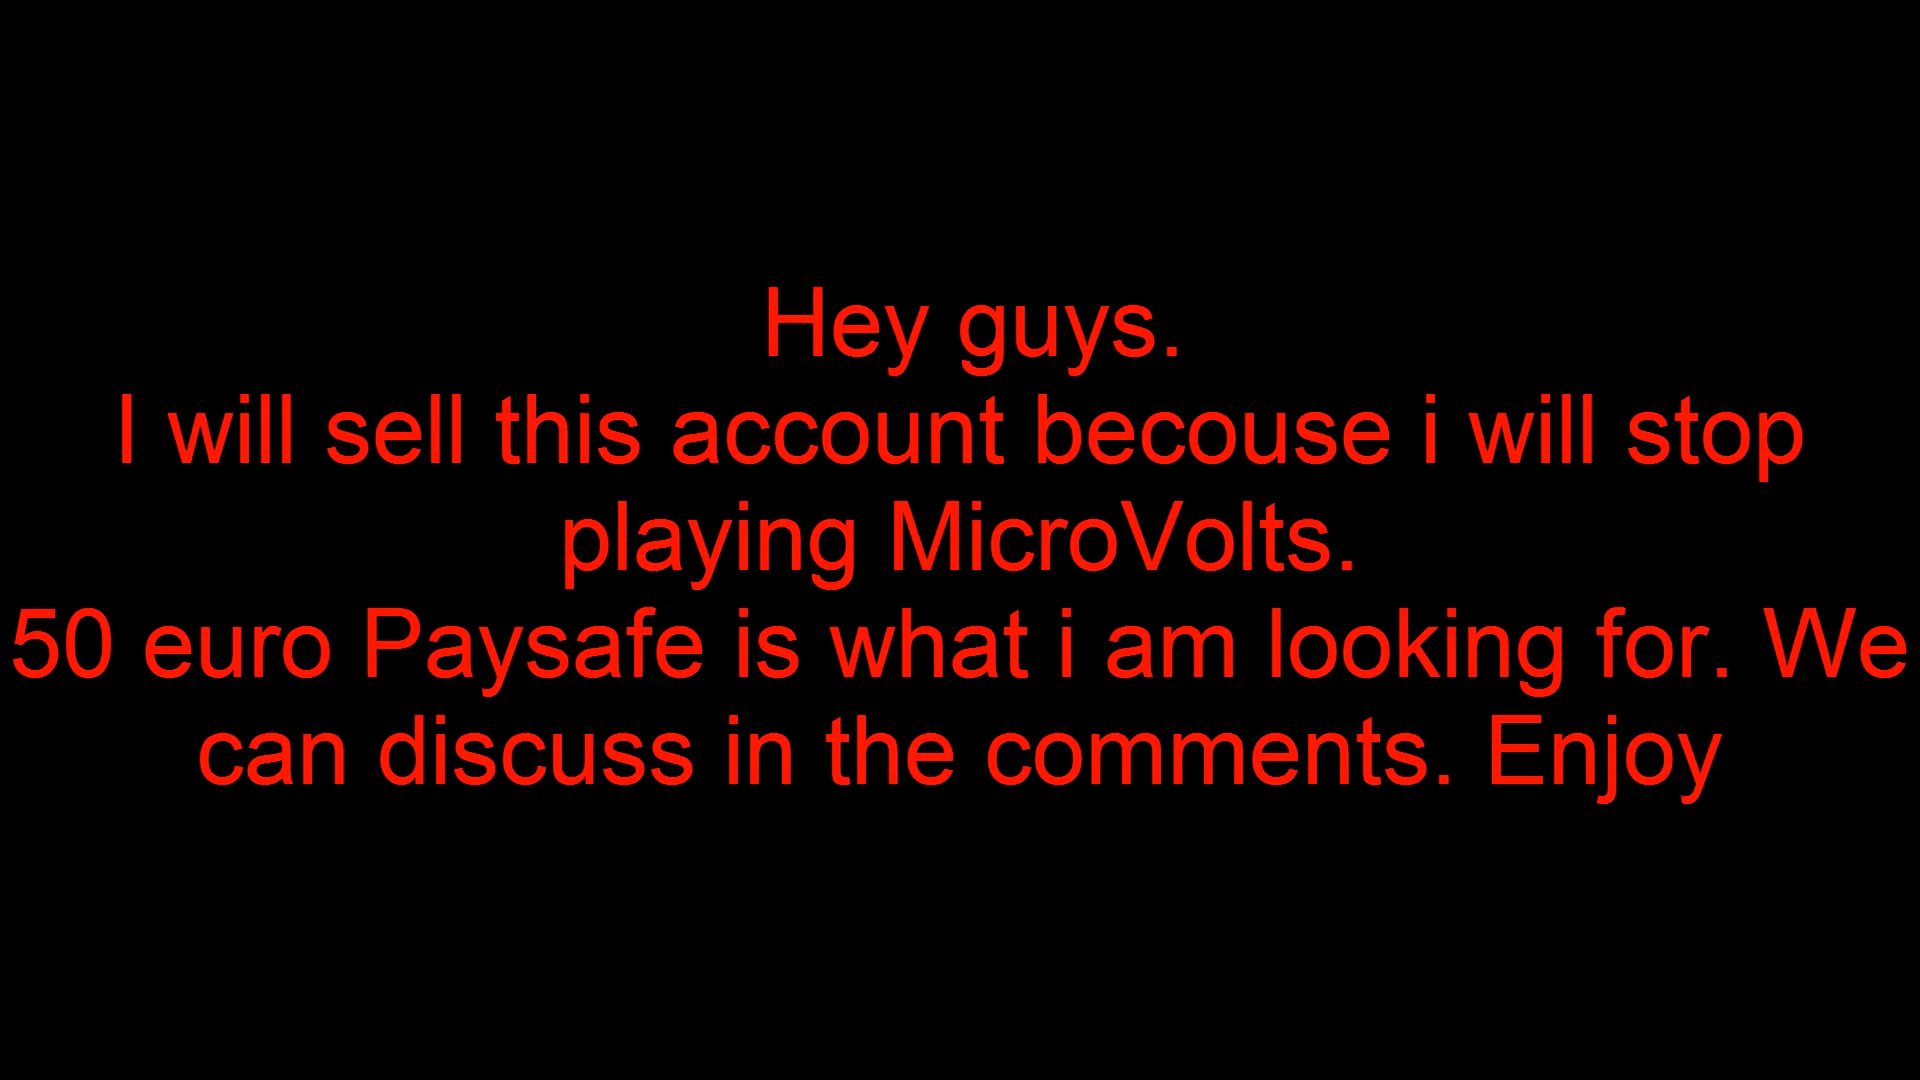 Hey guys.
I will sell this account becouse i will stop
playing MicroVolts.
50 euro Paysafe is what i am looking for. We
can discuss in the comments. Enjoy